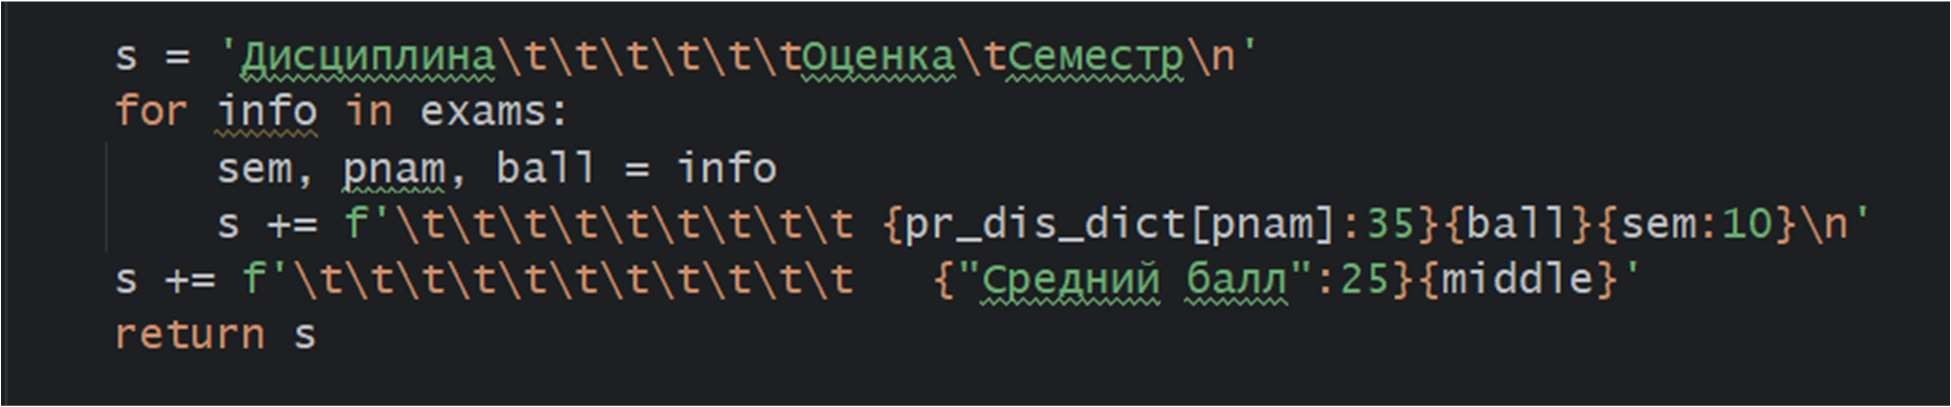 s = 'Дисциплина\t\t\t\t\t\tОценка\tСеместр\n'
for info in exams:
    sem, pnam, ball = info
    s += f'\t\t\t\t\t\t\t\t\t {pr_dis_dict[pnam]:35}{ball}{sem:10}\n'
s += f'\t\t\t\t\t\t\t\t\t\t\t   {"Средний балл":25}{middle}'
return s